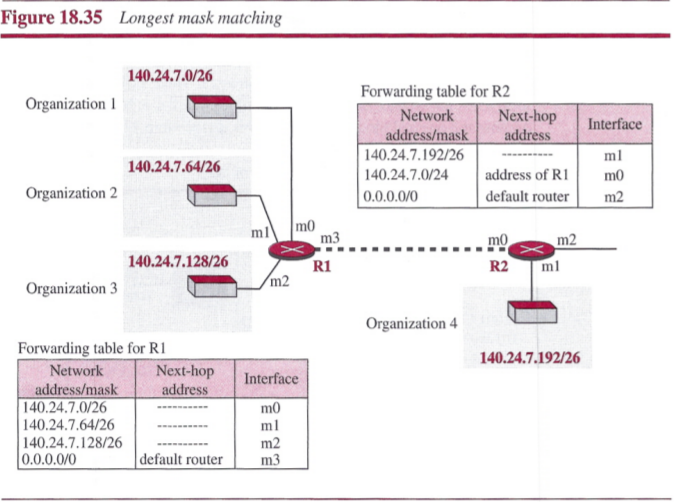 Figure 18.35 Longest mask matching
140.24.7.0/26
Organization 1
140.24.7.64/26
Organization 2
140.24.7.128/26
Organization 3
m0
m1
m2
m3
R1
Forwarding table for R2
Network address/mask Next-hop address Interface
140.24.7.192/26 ---------- m1
140.24.7.0/24 address of R1 m0
0.0.0.0/0 default router m2
m0
m2
R2
m1
Organization 4
140.24.7.192/26
Forwarding table for R1
Network address/mask Next-hop address Interface
140.24.7.0/26 ---------- m0
140.24.7.64/26 ---------- m1
140.24.7.128/26 ---------- m2
0.0.0.0/0 default router m3